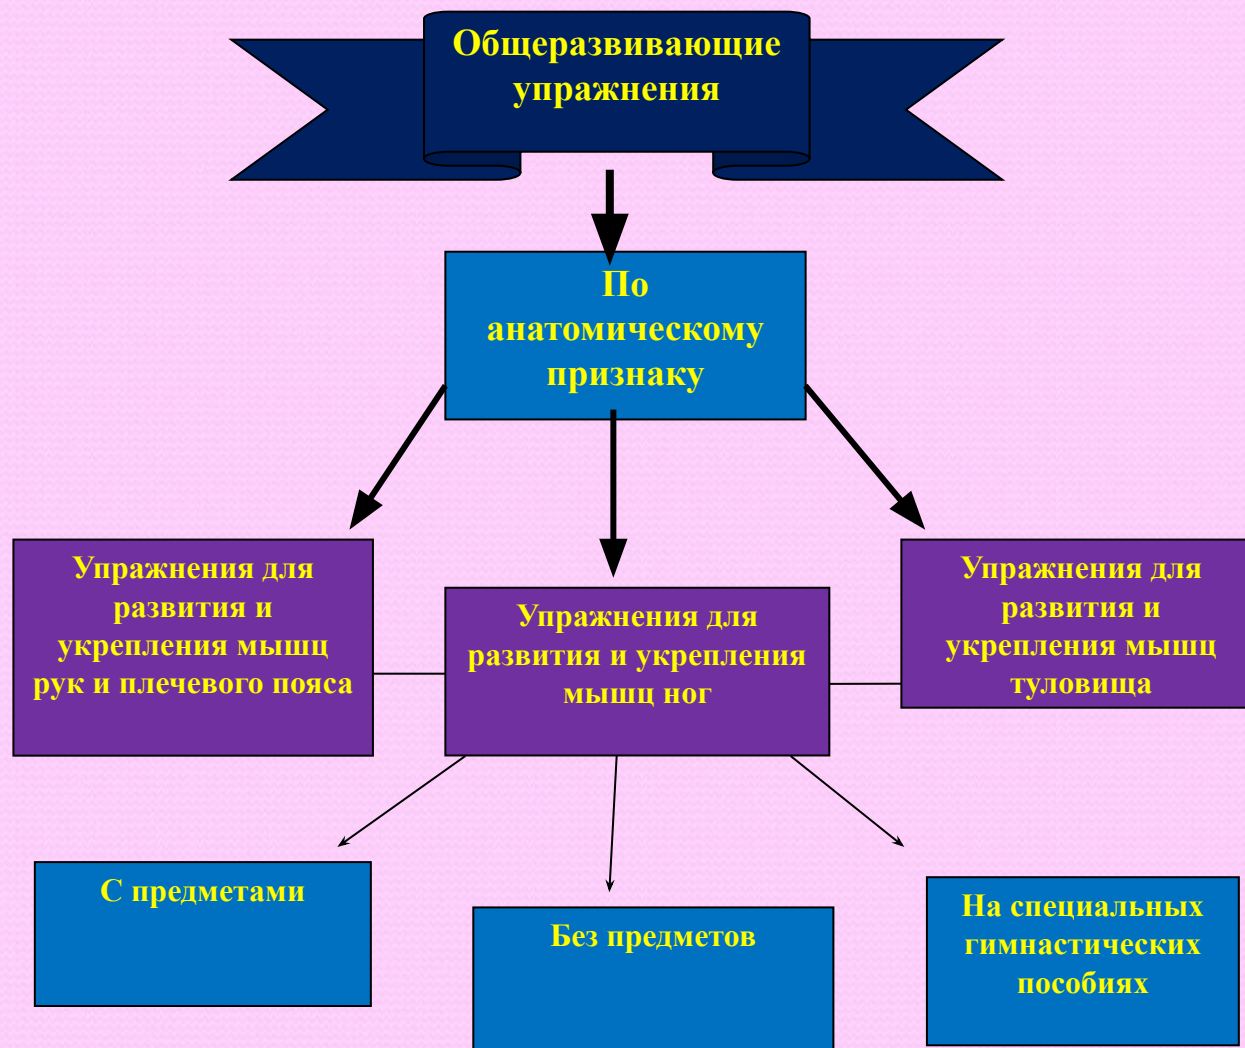 Общеразвивающие
упражнения
По
анатомическому
признаку
Упражнения для
развития и
укрепления мышц
рук и плечевого пояса
Упражнения для
развития и укрепления
мышц ног
Упражнения для
развития и
укрепления мышц
туловища
С предметами
Без предметов
На специальных
гимнастических
пособиях